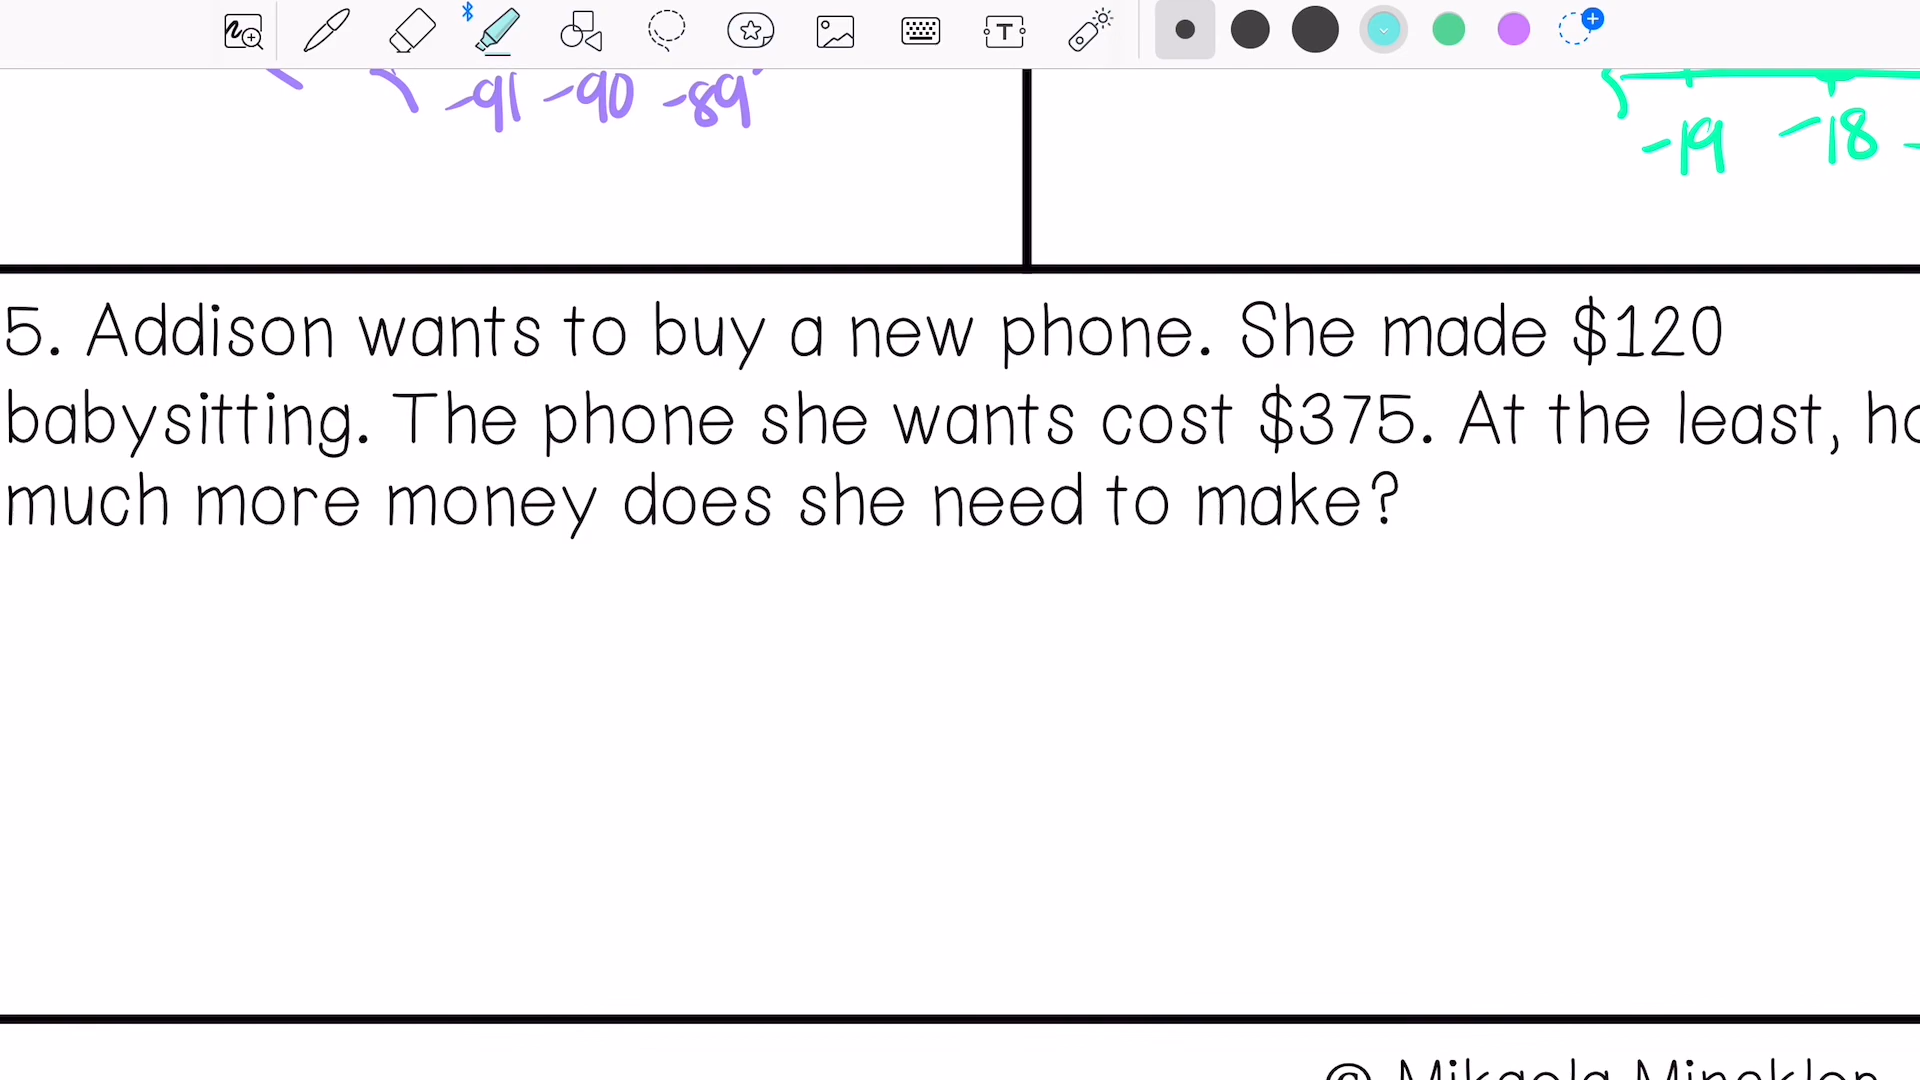 -91 -90 -89
-19 -18
5. Addison wants to buy a new phone. She made $120
babysitting. The phone she wants cost $375. At the least,
much more money does she need to make?